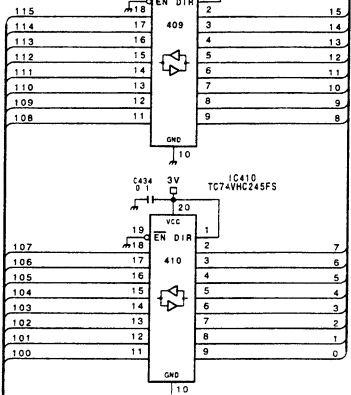 EN DIR
115 18 2 15
114 17 409 3 14
113 16 4 13
112 15 5 12
111 14 6 11
110 13 7 10
109 12 8 9
108 11 9 8
GND
10
C434 3V IC410
0 1 TC74VHC245FS
20
VCC
19 EN DIR 1
107 18 2 7
106 17 410 3 6
105 16 4 5
104 15 5 4
103 14 6 3
102 13 7 2
101 12 8 1
100 11 9 0
GND
10